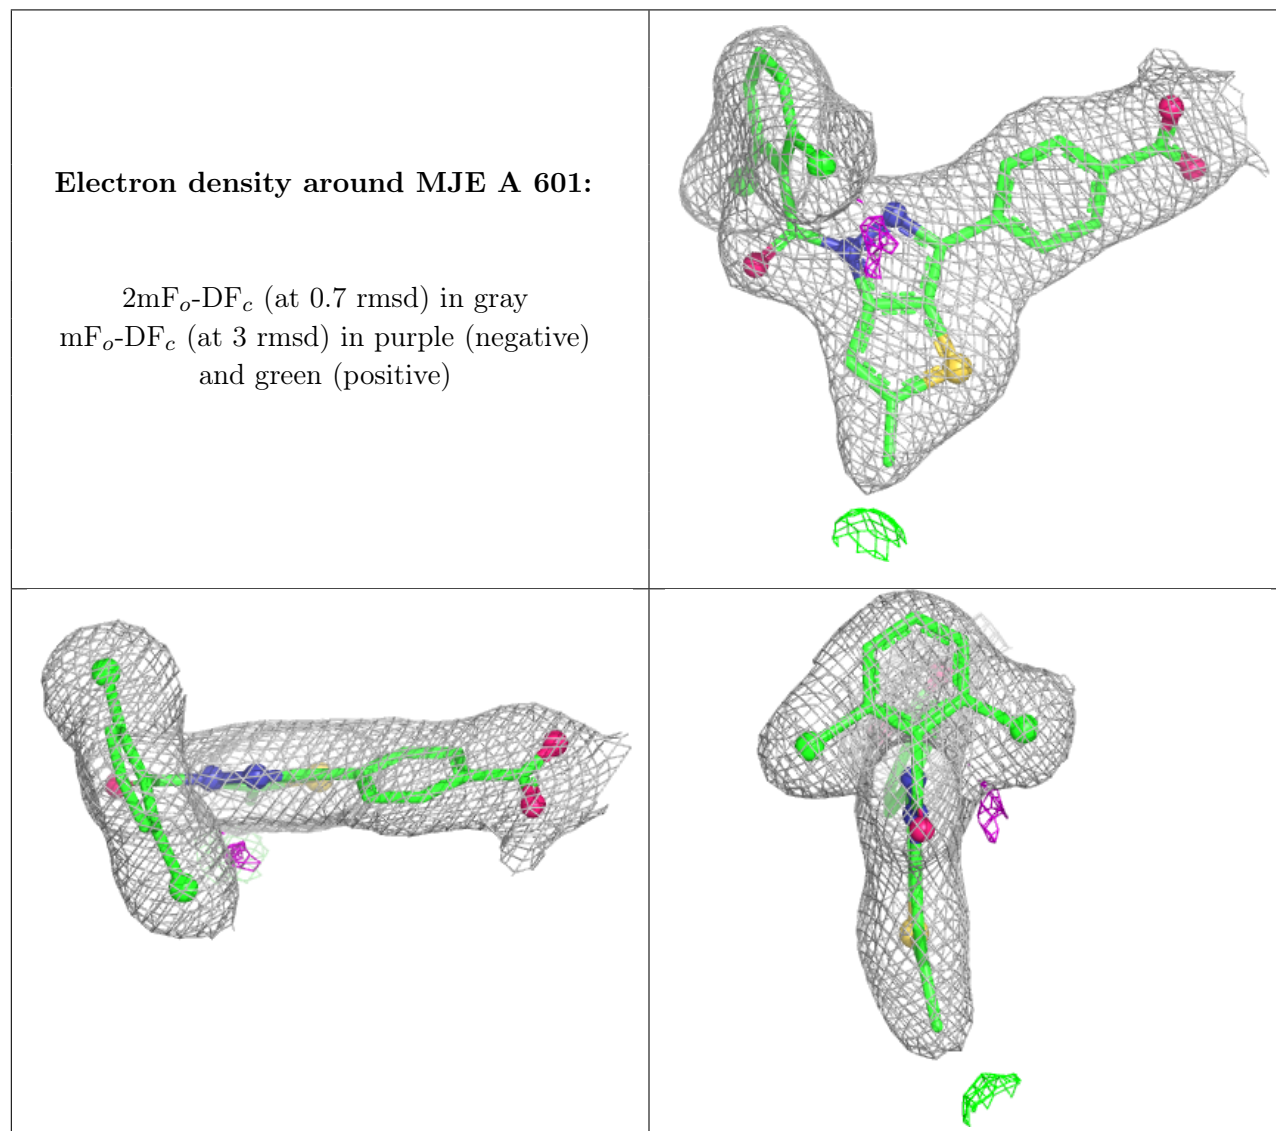 Electron density around MJE A 601:
2mFₒ-DF𝒸 (at 0.7 rmsd) in gray
mFₒ-DF𝒸 (at 3 rmsd) in purple (negative)
and green (positive)